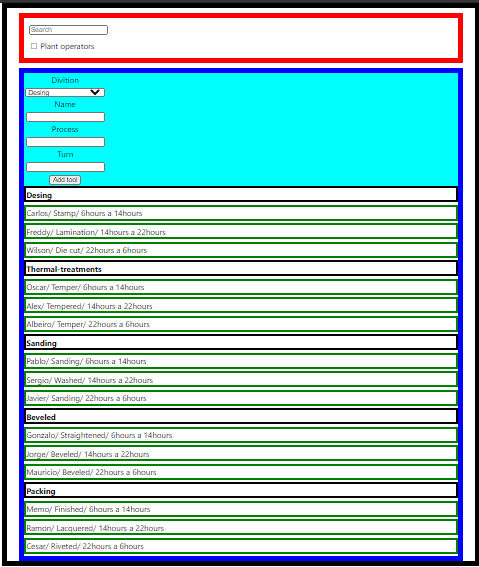 Search
Plant operators
Divition
Desing
Name
Process
Turn
Add tool
Desing
Carlos/ Stamp/ 6hours a 14hours
Freddy/ Lamination/ 14hours a 22hours
Wilson/ Die cut/ 22hours a 6hours
Thermal-treatments
Oscar/ Temper/ 6hours a 14hours
Alex/ Tempered/ 14hours a 22hours
Albeiro/ Temper/ 22hours a 6hours
Sanding
Pablo/ Sanding/ 6hours a 14hours
Sergio/ Washed/ 14hours a 22hours
Javier/ Sanding/ 22hours a 6hours
Beveled
Gonzalo/ Straightened/ 6hours a 14hours
Jorge/ Beveled/ 14hours a 22hours
Mauricio/ Beveled/ 22hours a 6hours
Packing
Memo/ Finished/ 6hours a 14hours
Ramon/ Lacquered/ 14hours a 22hours
Cesar/ Riveted/ 22hours a 6hours